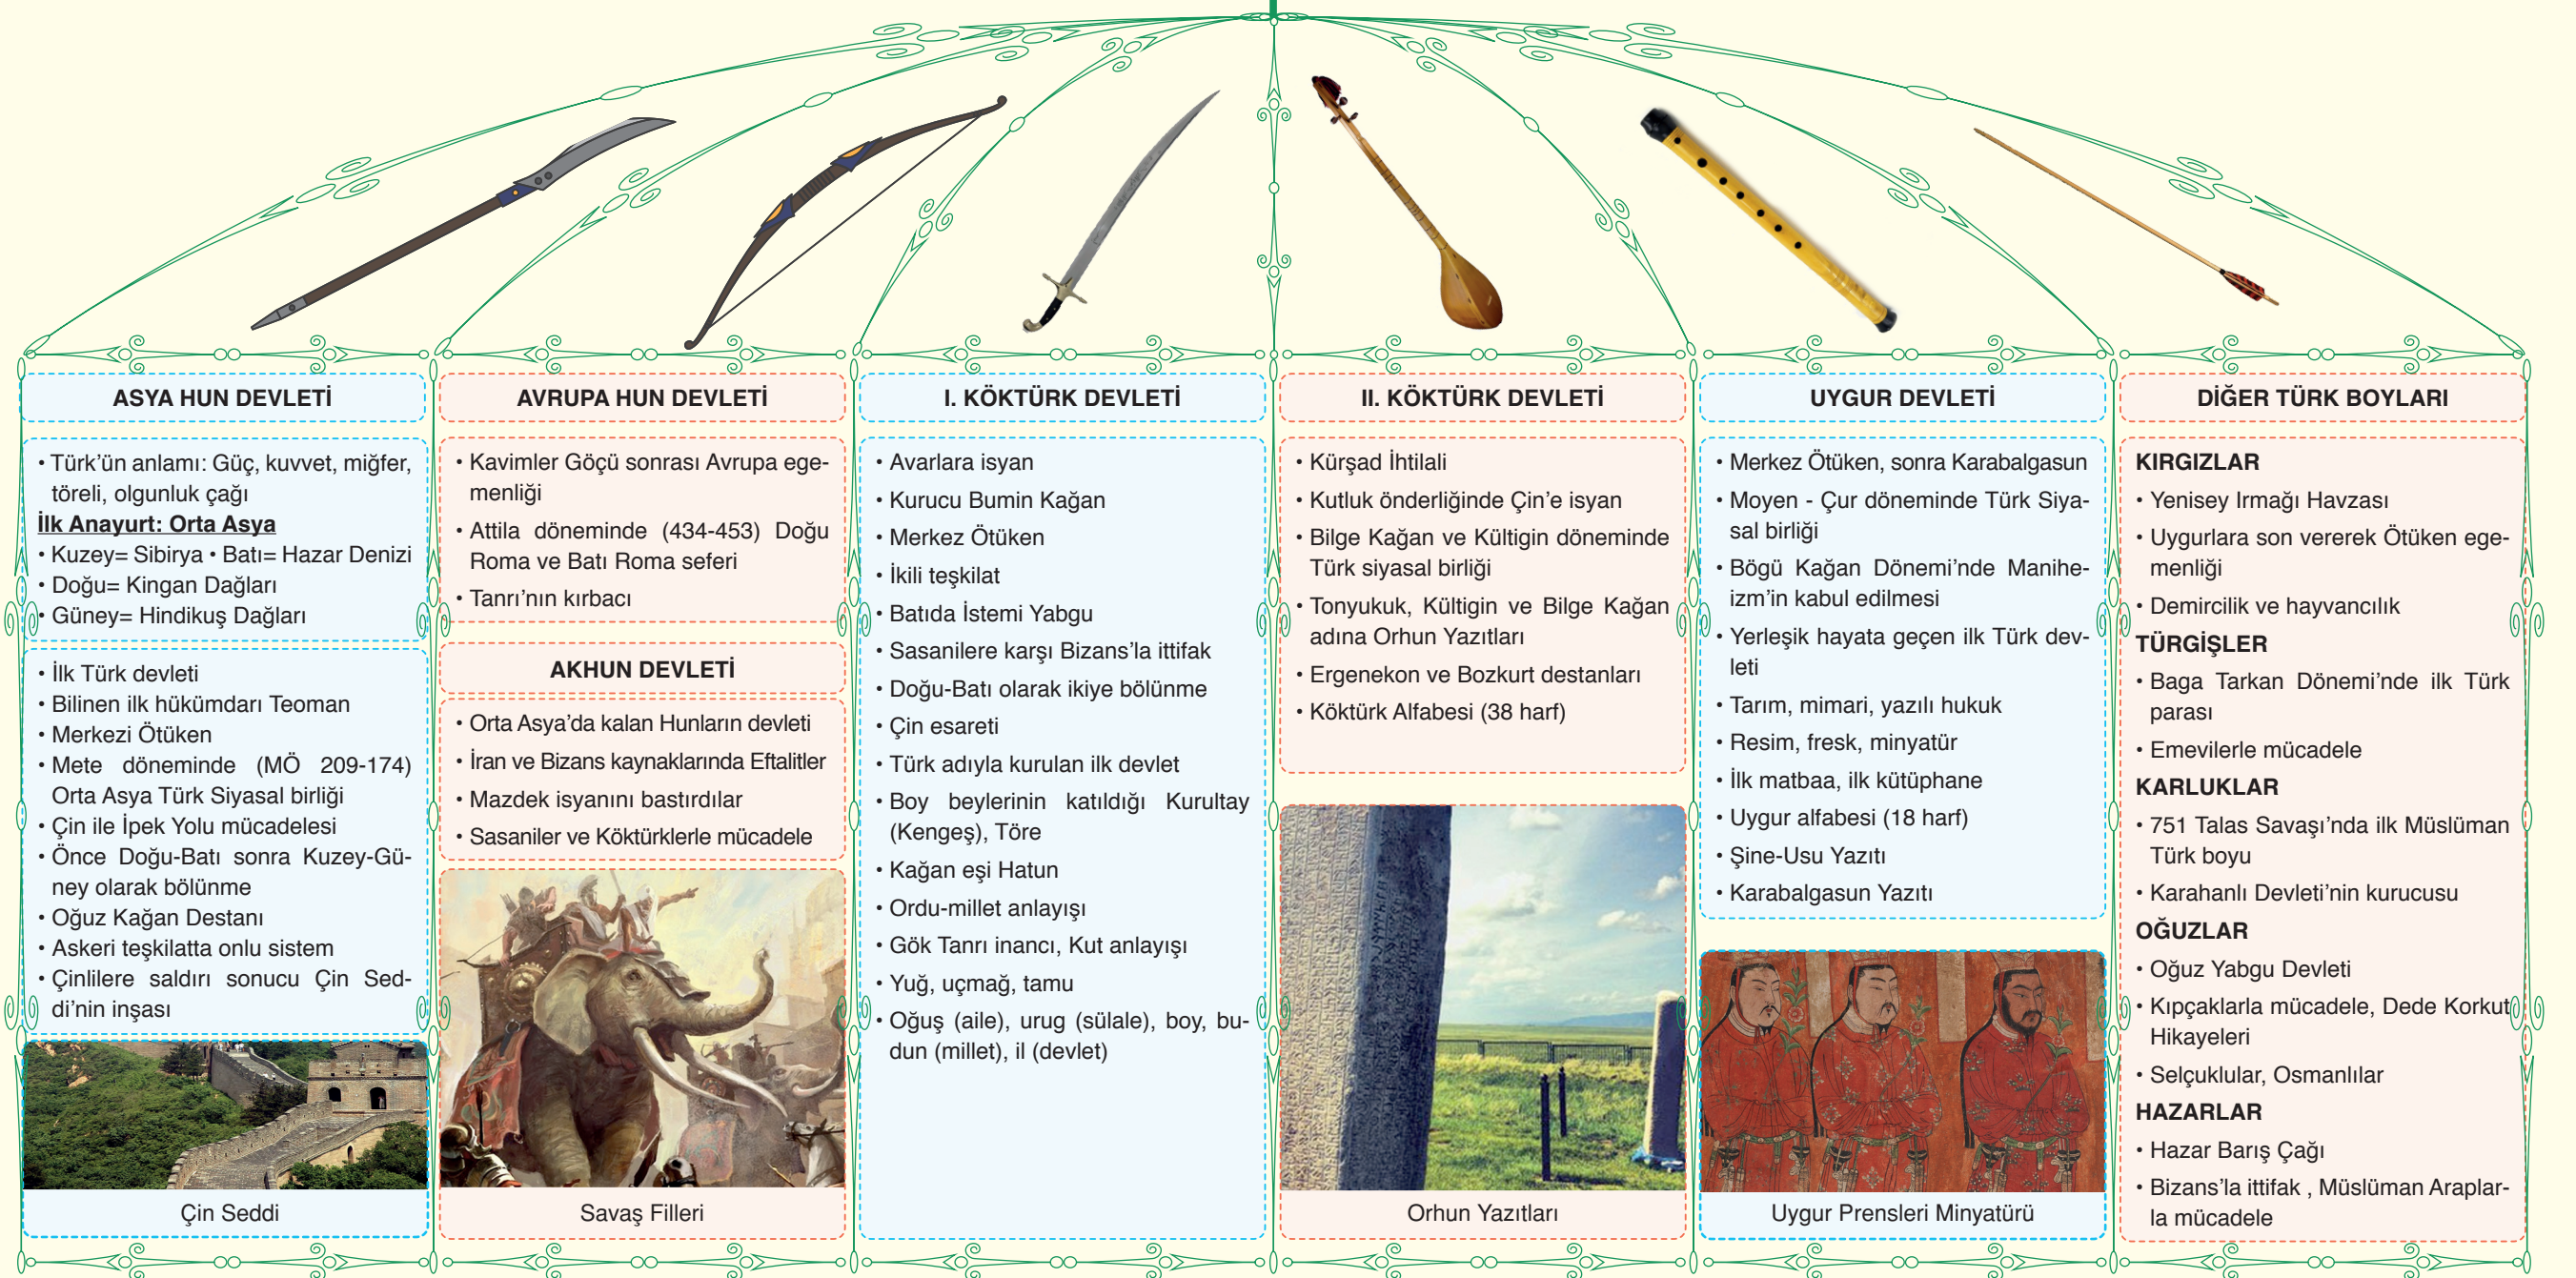 ASYA HUN DEVLETİ
• Türk’ün anlamı: Güç, kuvvet, miğfer,
töreli, olgunluk çağı
İlk Anayurt: Orta Asya
• Kuzey= Sibirya • Batı= Hazar Denizi
• Doğu= Kingan Dağları
• Güney= Hindikuş Dağları
• İlk Türk devleti
• Bilinen ilk hükümdarı Teoman
• Merkezi Ötüken
• Mete döneminde (MÖ 209-174)
Orta Asya Türk Siyasal birliği
• Çin ile İpek Yolu mücadelesi
• Önce Doğu-Batı sonra Kuzey-Gü-
ney olarak bölünme
• Oğuz Kağan Destanı
• Askeri teşkilatta onlu sistem
• Çinlilere saldırı sonucu Çin Sed-
di’nin inşası
Çin Seddi
AVRUPA HUN DEVLETİ
• Kavimler Göçü sonrası Avrupa ege-
menliği
• Attila döneminde (434-453) Doğu
Roma ve Batı Roma seferi
• Tanrı’nın kırbacı
AKHUN DEVLETİ
• Orta Asya’da kalan Hunların devleti
• İran ve Bizans kaynaklarında Eftalitler
• Mazdek isyanını bastırdılar
• Sasaniler ve Köktürklerle mücadele
Savaş Filleri
I. KÖKTÜRK DEVLETİ
• Avarlara isyan
• Kurucu Bumin Kağan
• Merkez Ötüken
• İkili teşkilat
• Batıda İstemi Yabgu
• Sasanilere karşı Bizans’la ittifak
• Doğu-Batı olarak ikiye bölünme
• Çin esareti
• Türk adıyla kurulan ilk devlet
• Boy beylerinin katıldığı Kurultay
(Kengeş), Töre
• Kağan eşi Hatun
• Ordu-millet anlayışı
• Gök Tanrı inancı, Kut anlayışı
• Yuğ, uçmağ, tamu
• Oğuş (aile), urug (sülale), boy, bu-
dun (millet), il (devlet)
II. KÖKTÜRK DEVLETİ
• Kürşad İhtilali
• Kutluk önderliğinde Çin’e isyan
• Bilge Kağan ve Kültigin döneminde
Türk siyasal birliği
• Tonyukuk, Kültigin ve Bilge Kağan
adına Orhun Yazıtları
• Ergenekon ve Bozkurt destanları
• Köktürk Alfabesi (38 harf)
Orhun Yazıtları
UYGUR DEVLETİ
• Merkez Ötüken, sonra Karabalgasun
• Moyen - Çur döneminde Türk Siya-
sal birliği
• Bögü Kağan Dönemi’nde Manihe-
izm’in kabul edilmesi
• Yerleşik hayata geçen ilk Türk dev-
leti
• Tarım, mimari, yazılı hukuk
• Resim, fresk, minyatür
• İlk matbaa, ilk kütüphane
• Uygur alfabesi (18 harf)
• Şine-Usu Yazıtı
• Karabalgasun Yazıtı
Uygur Prensleri Minyatürü
DİĞER TÜRK BOYLARI
KIRGIZLAR
• Yenisey Irmağı Havzası
• Uygurlara son vererek Ötüken ege-
menliği
• Demircilik ve hayvancılık
TÜRGİŞLER
• Baga Tarkan Dönemi’nde ilk Türk
parası
• Emevilerle mücadele
KARLUKLAR
• 751 Talas Savaşı’nda ilk Müslüman
Türk boyu
• Karahanlı Devleti’nin kurucusu
OĞUZLAR
• Oğuz Yabgu Devleti
• Kıpçaklarla mücadele, Dede Korkut
Hikayeleri
• Selçuklular, Osmanlılar
HAZARLAR
• Hazar Barış Çağı
• Bizans’la ittifak , Müslüman Araplar-
la mücadele